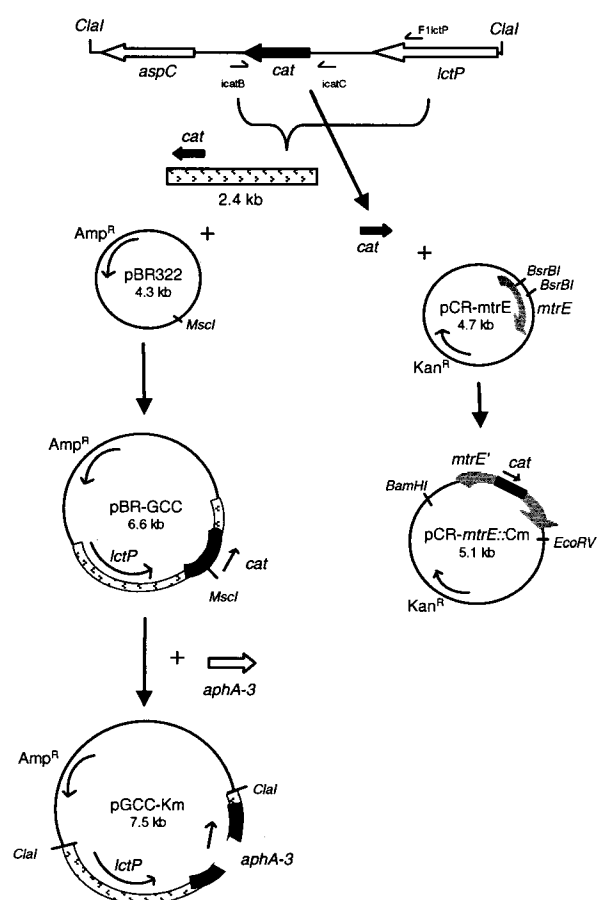 ClaI ClaI
F1lctP
aspC cat lctP
icatB icatC
cat
2.4 kb
cat
+ +
AmpR
pBR322
4.3 kb
MscI
BsrBI
BsrBI
pCR-mtrE
4.7 kb
mtrE
KanR
AmpR
pBR-GCC
6.6 kb
lctP
cat
MscI
mtrE'
cat
BamHI
pCR-mtrE::Cm
5.1 kb
EcoRV
KanR
+
aphA-3
AmpR
ClaI
pGCC-Km
7.5 kb
ClaI
lctP
aphA-3